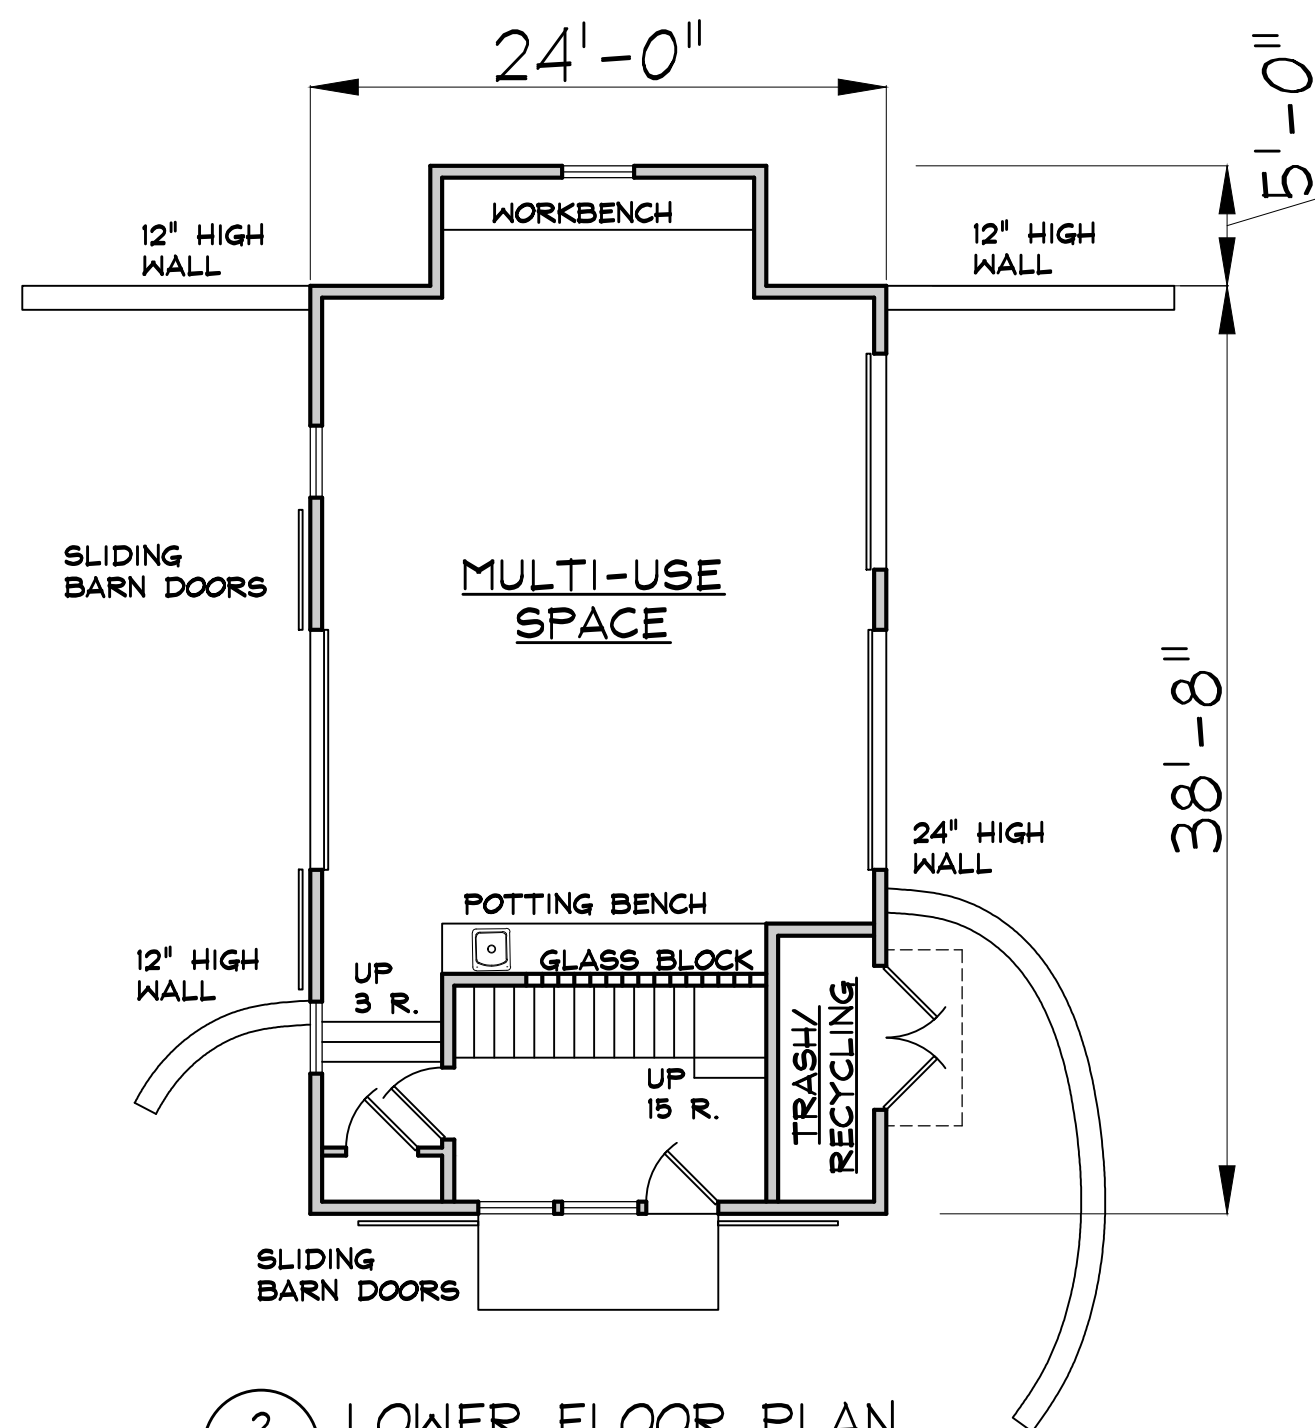 24'-0"
5'-0"
WORKBENCH
12" HIGH
WALL
12" HIGH
WALL
SLIDING
BARN DOORS
MULTI-USE
SPACE
38'-8"
24" HIGH
WALL
POTTING BENCH
GLASS BLOCK
12" HIGH
WALL
UP
3 R.
TRASH/
RECYCLING
UP
15 R.
SLIDING
BARN DOORS
2
LOWER FLOOR PLAN